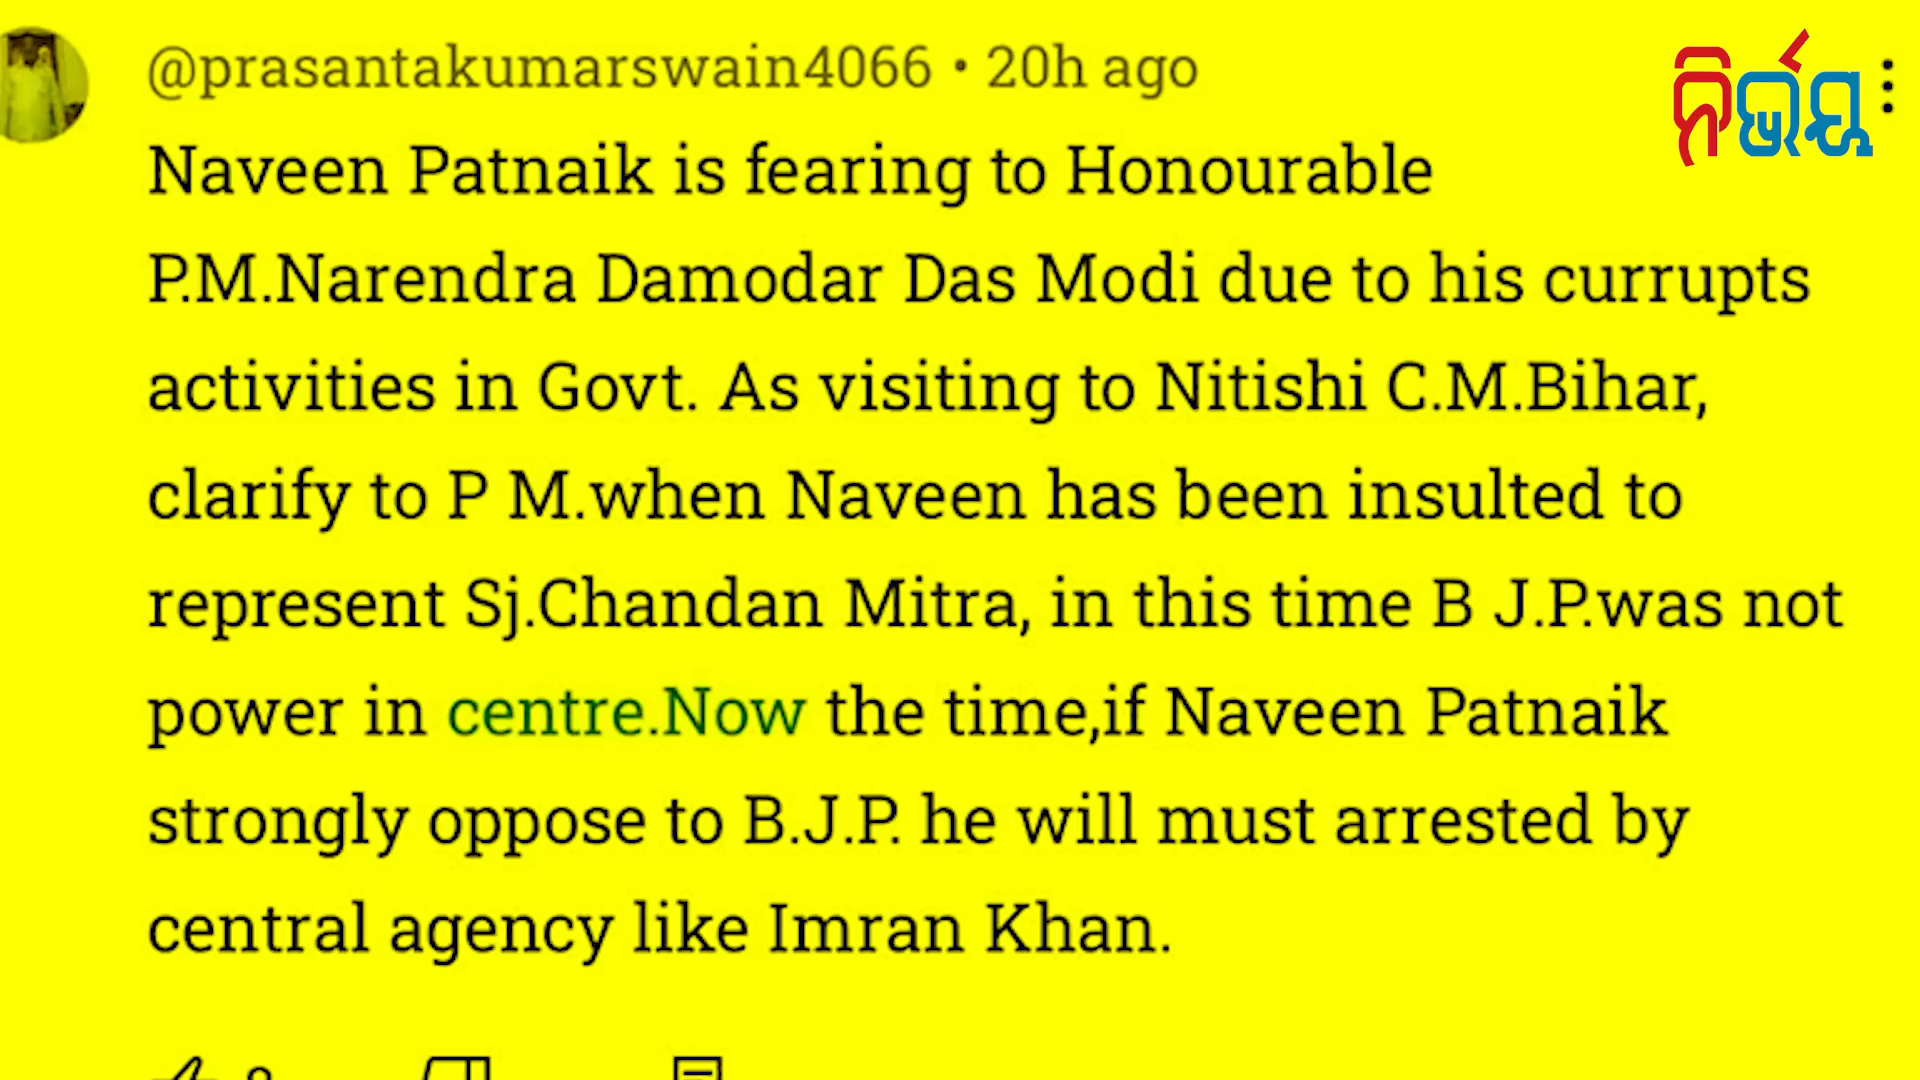 @prasantakumarswain4066 • 20h ago
ନିର୍ଭୟ
Naveen Patnaik is fearing to Honourable
P.M.Narendra Damodar Das Modi due to his currupts
activities in Govt. As visiting to Nitishi C.M.Bihar,
clarify to P M.when Naveen has been insulted to
represent Sj.Chandan Mitra, in this time B J.P.was not
power in centre.Now the time,if Naveen Patnaik
strongly oppose to B.J.P. he will must arrested by
central agency like Imran Khan.